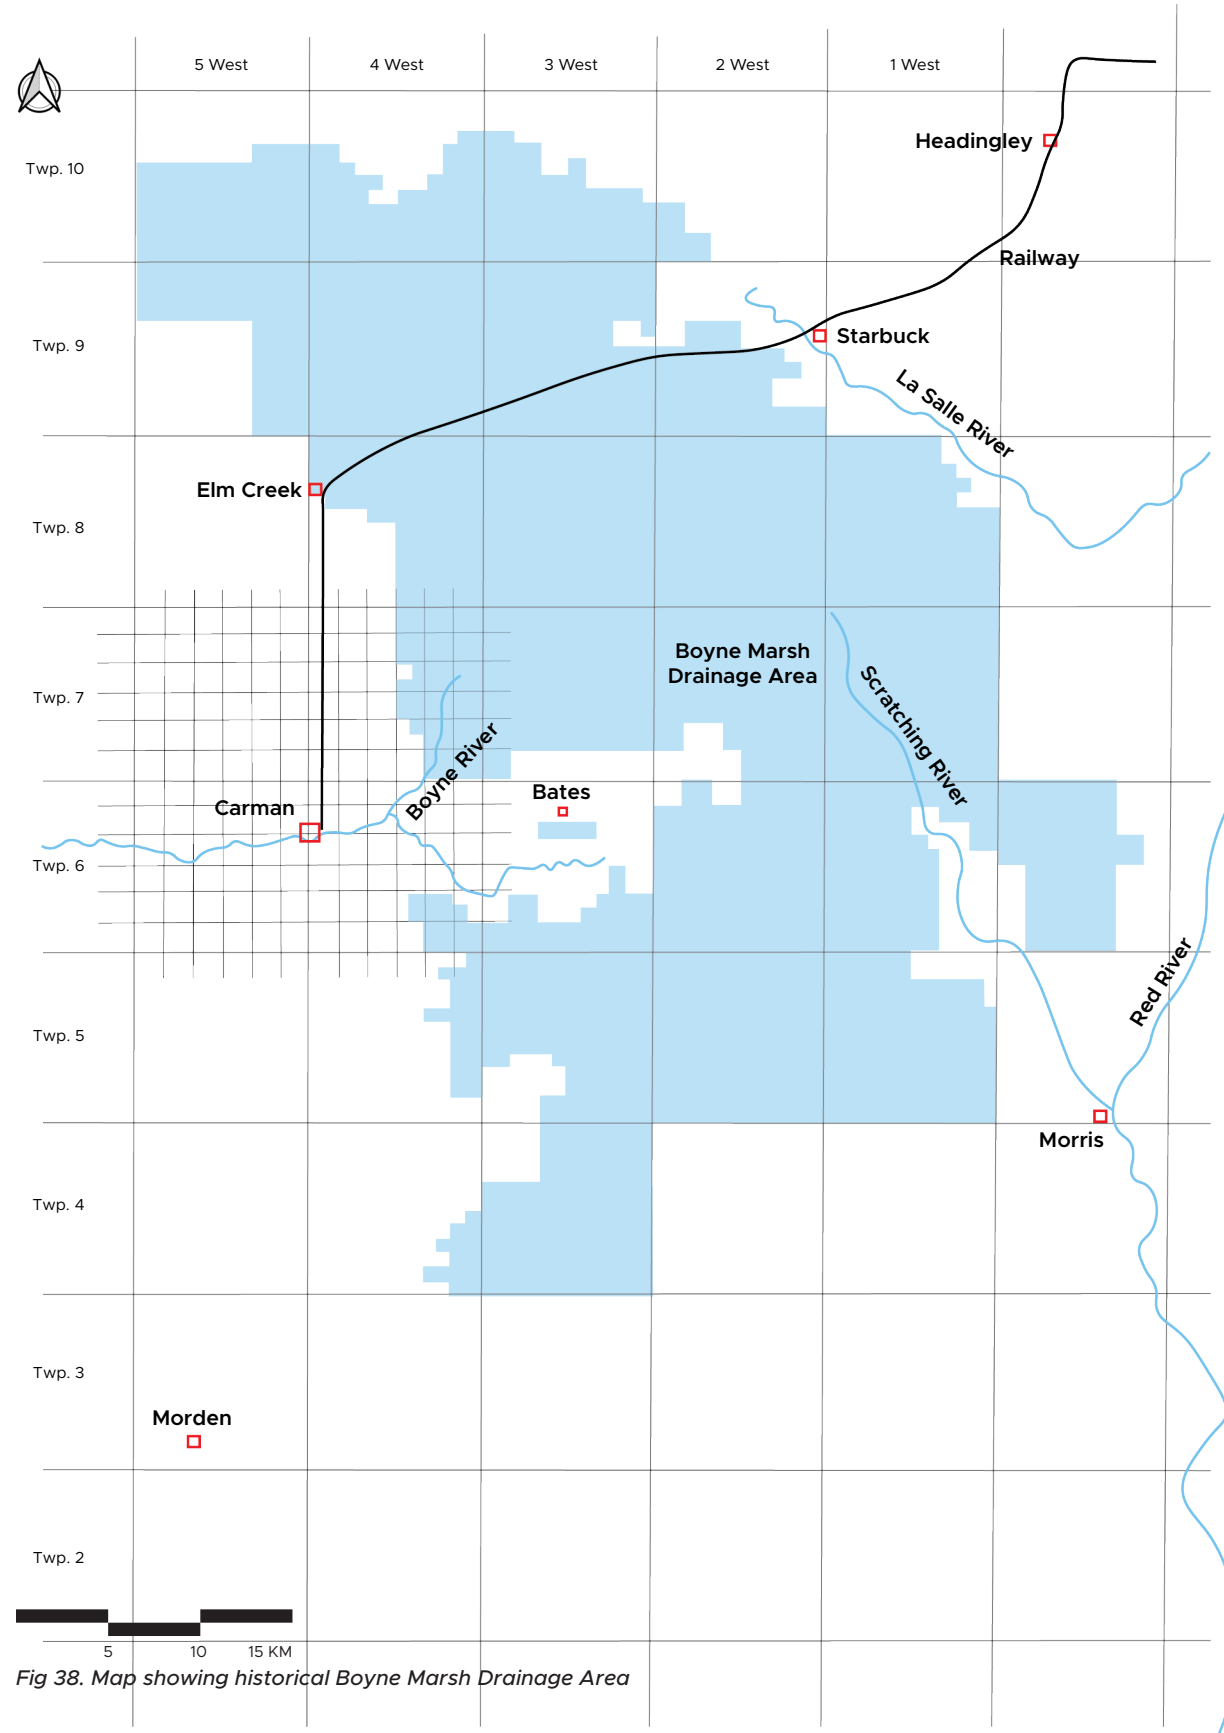 5 West 4 West 3 West 2 West 1 West
Headingley
Twp. 10
Railway
Starbuck
Twp. 9
La Salle River
Elm Creek
Twp. 8
Boyne Marsh
Drainage Area
Scratching River
Twp. 7
Boyne River
Bates
Carman
Twp. 6
Red River
Twp. 5
Morris
Twp. 4
Twp. 3
Morden
Twp. 2
5 10 15 KM
Fig 38. Map showing historical Boyne Marsh Drainage Area